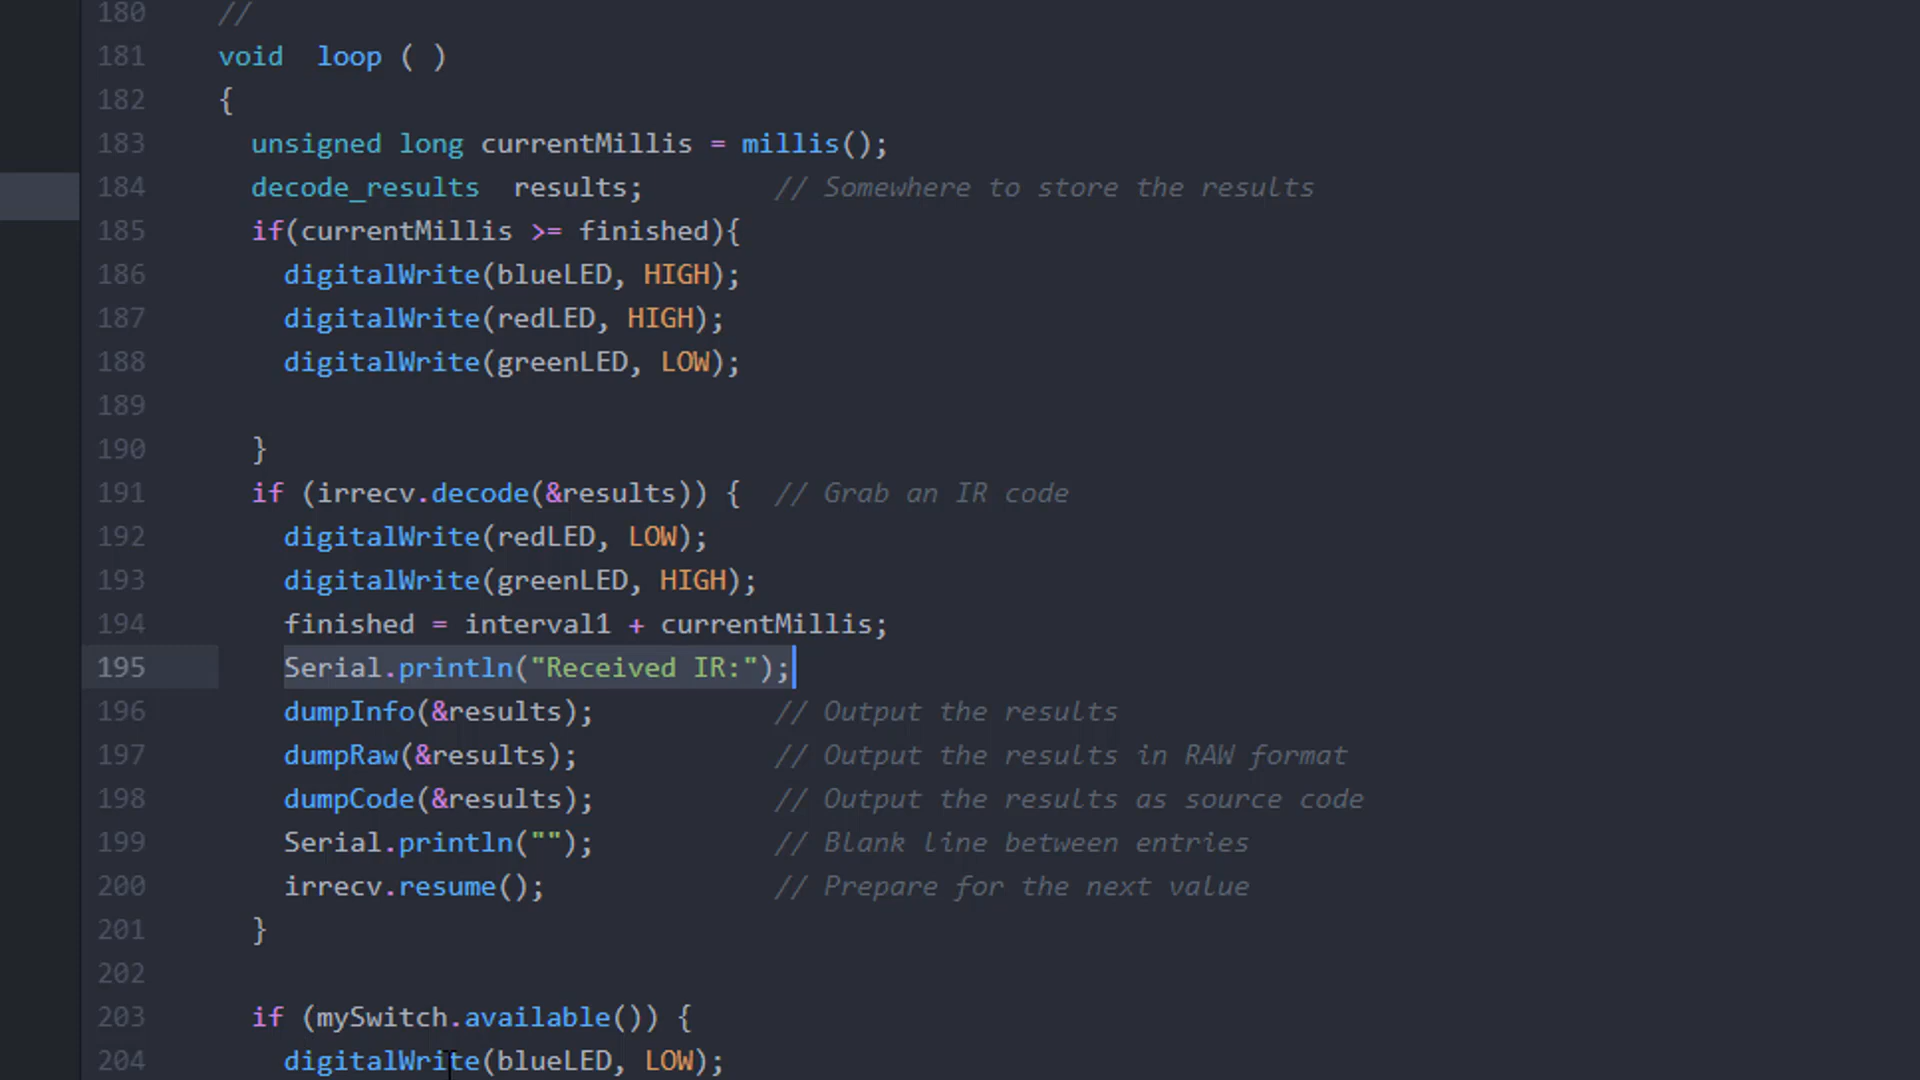 180 //
181 void  loop ( )
182 {
183 unsigned long currentMillis = millis();
184 decode_results  results;        // Somewhere to store the results
185 if(currentMillis >= finished){
186 digitalWrite(blueLED, HIGH);
187 digitalWrite(redLED, HIGH);
188 digitalWrite(greenLED, LOW);
189
190 }
191 if (irrecv.decode(&results)) {  // Grab an IR code
192 digitalWrite(redLED, LOW);
193 digitalWrite(greenLED, HIGH);
194 finished = interval1 + currentMillis;
195 Serial.println("Received IR:");
196 dumpInfo(&results);           // Output the results
197 dumpRaw(&results);            // Output the results in RAW format
198 dumpCode(&results);           // Output the results as source code
199 Serial.println("");           // Blank line between entries
200 irrecv.resume();              // Prepare for the next value
201 }
202
203 if (mySwitch.available()) {
204 digitalWrite(blueLED, LOW);